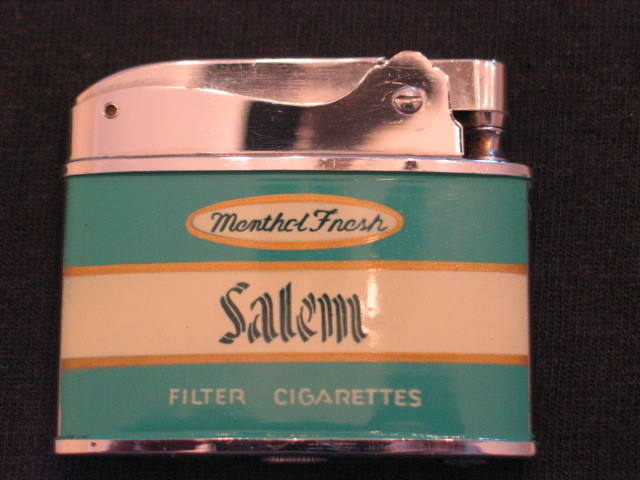 Menthol Fresh
Salem
FILTER CIGARETTES